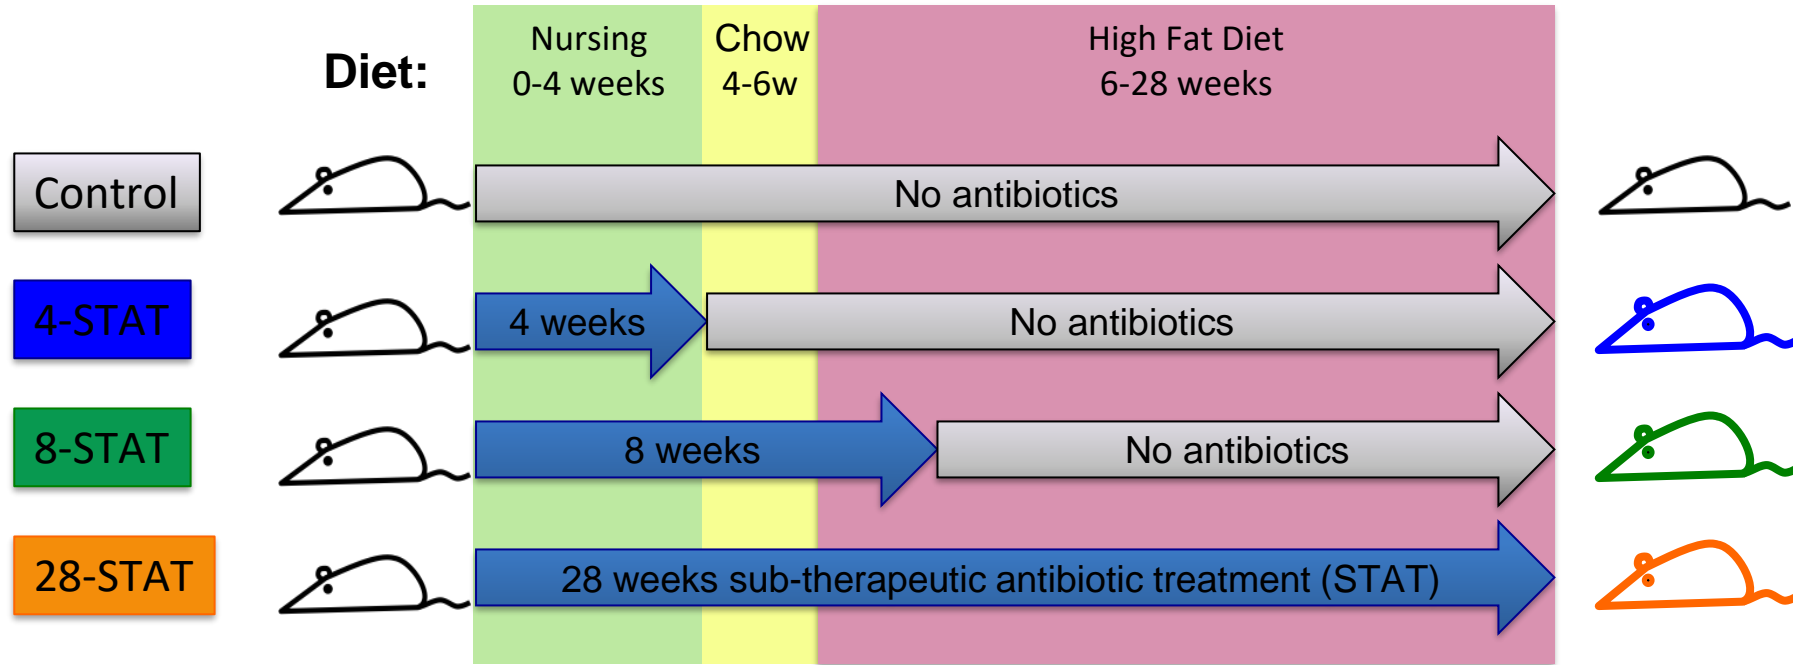 Diet:
Nursing
0-4 weeks
Chow
4-6w
High Fat Diet
6-28 weeks
Control
No antibiotics
4-STAT
4 weeks
No antibiotics
8-STAT
8 weeks
No antibiotics
28-STAT
28 weeks sub-therapeutic antibiotic treatment (STAT)